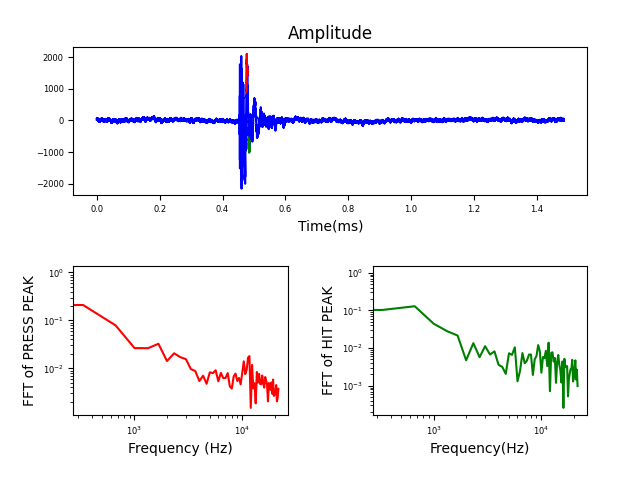 Amplitude
2000
1000
0
−1000
−2000
0.0 0.2 0.4 0.6 0.8 1.0 1.2 1.4
Time(ms)
FFT of PRESS PEAK
10⁰
10⁻¹
10⁻²
10³ 10⁴
Frequency (Hz)
FFT of HIT PEAK
10⁰
10⁻¹
10⁻²
10⁻³
10³ 10⁴
Frequency(Hz)